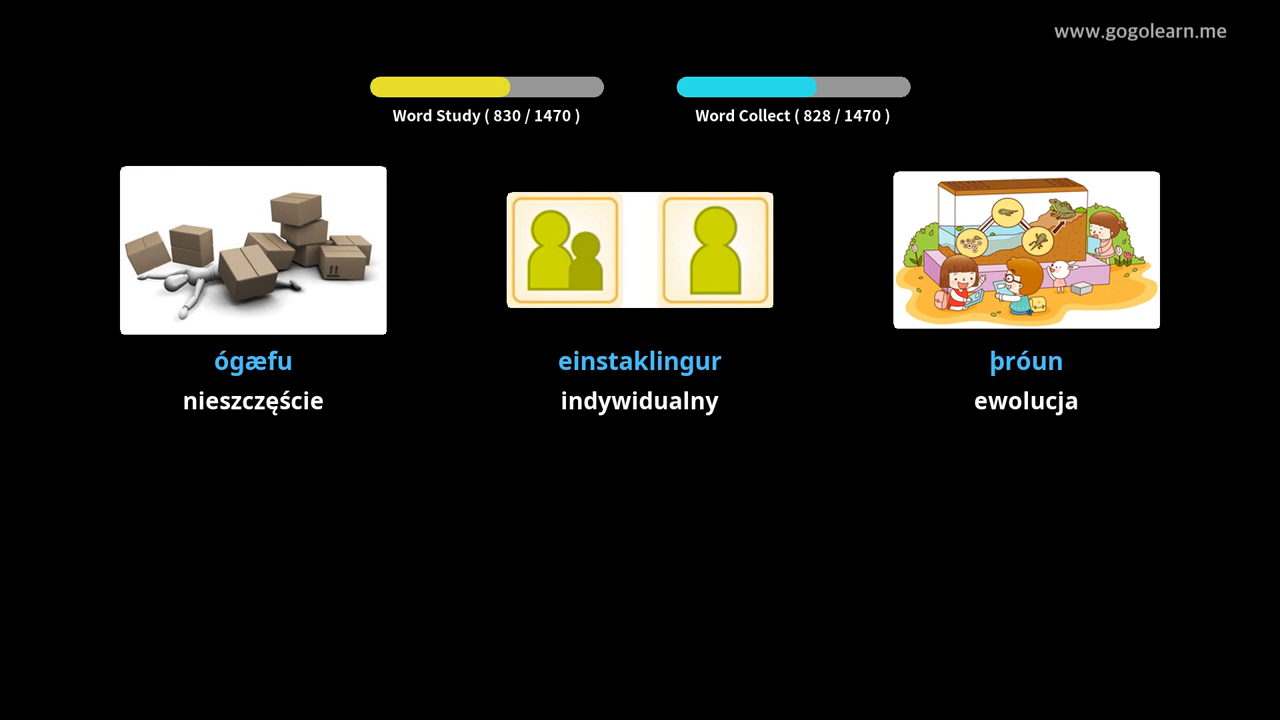 www.gogolearn.me
Word Study ( 830 / 1470 )
Word Collect ( 828 / 1470 )
ógæfu
einstaklingur
þróun
nieszczęście
indywidualny
ewolucja